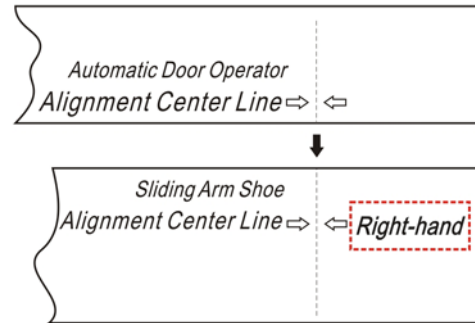 Automatic Door Operator
Alignment Center Line
Sliding Arm Shoe
Alignment Center Line
Right-hand